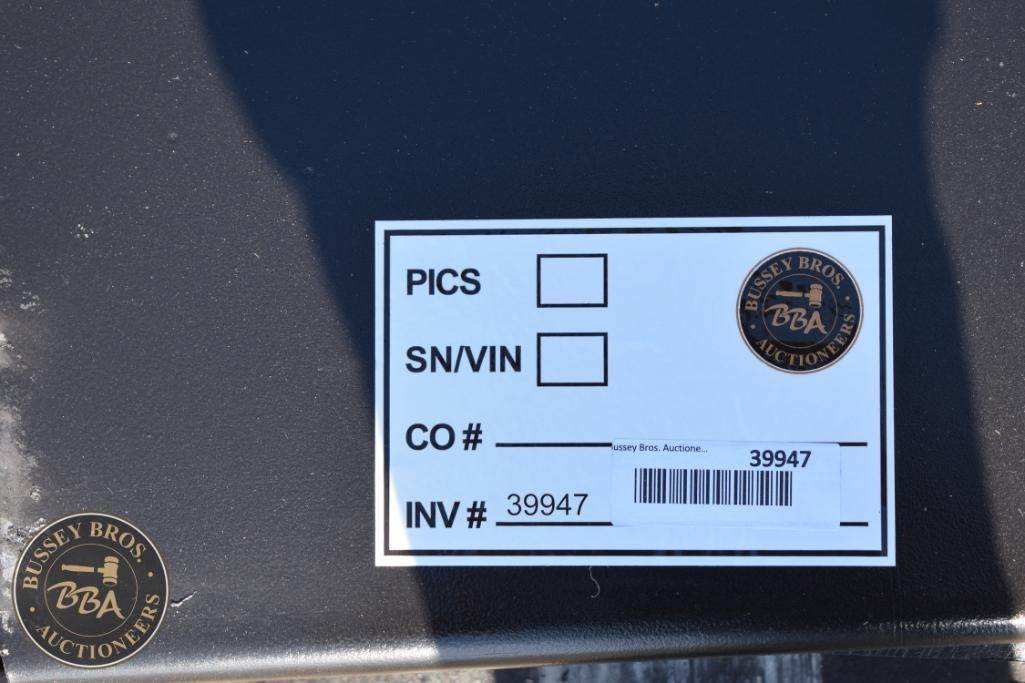 PICS
SN/VIN
CO #
INV # 39947
BUSSEY BROS.
BBA
AUCTIONEERS
ussey Bros. Auctione...
39947
BUSSEY BROS.
BBA
AUCTIONEERS